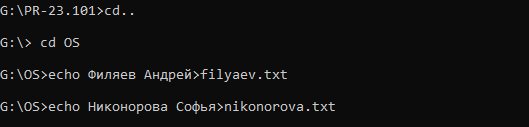 G:\PR-23.101>cd..
G:\> cd OS
G:\OS>echo Филяев Андрей>filyaev.txt
G:\OS>echo Никонорова Софья>nikonorova.txt